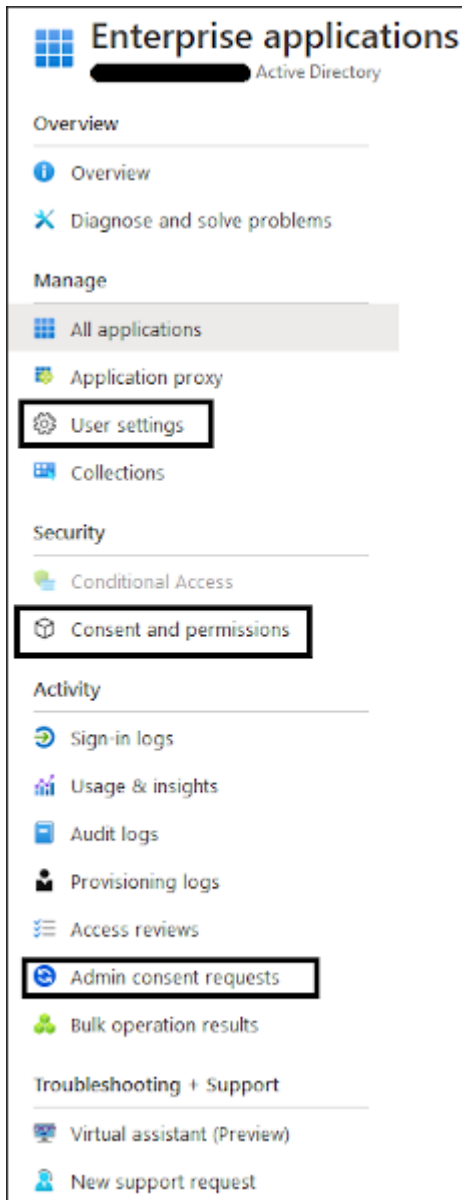 Enterprise applications
Active Directory
Overview
Overview
Diagnose and solve problems
Manage
All applications
Application proxy
User settings
Collections
Security
Conditional Access
Consent and permissions
Activity
Sign-in logs
Usage & insights
Audit logs
Provisioning logs
Access reviews
Admin consent requests
Bulk operation results
Troubleshooting + Support
Virtual assistant (Preview)
New support request